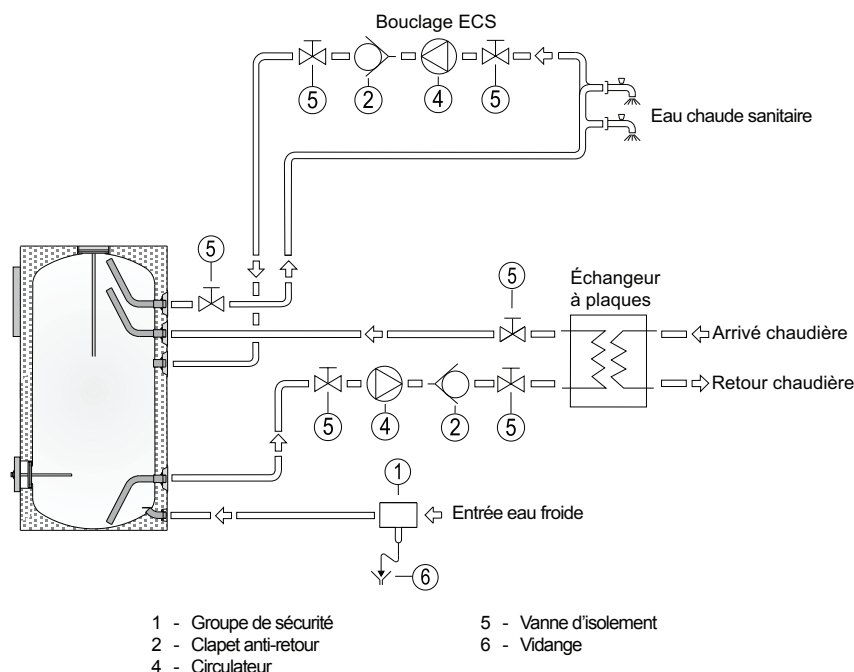 Bouclage ECS
5
2
4
5
Eau chaude sanitaire
5
5
Échangeur
à plaques
Arrivé chaudière
Retour chaudière
5
4
2
5
1
Entrée eau froide
6
1 - Groupe de sécurité
2 - Clapet anti-retour
4 - Circulateur
5 - Vanne d'isolement
6 - Vidange